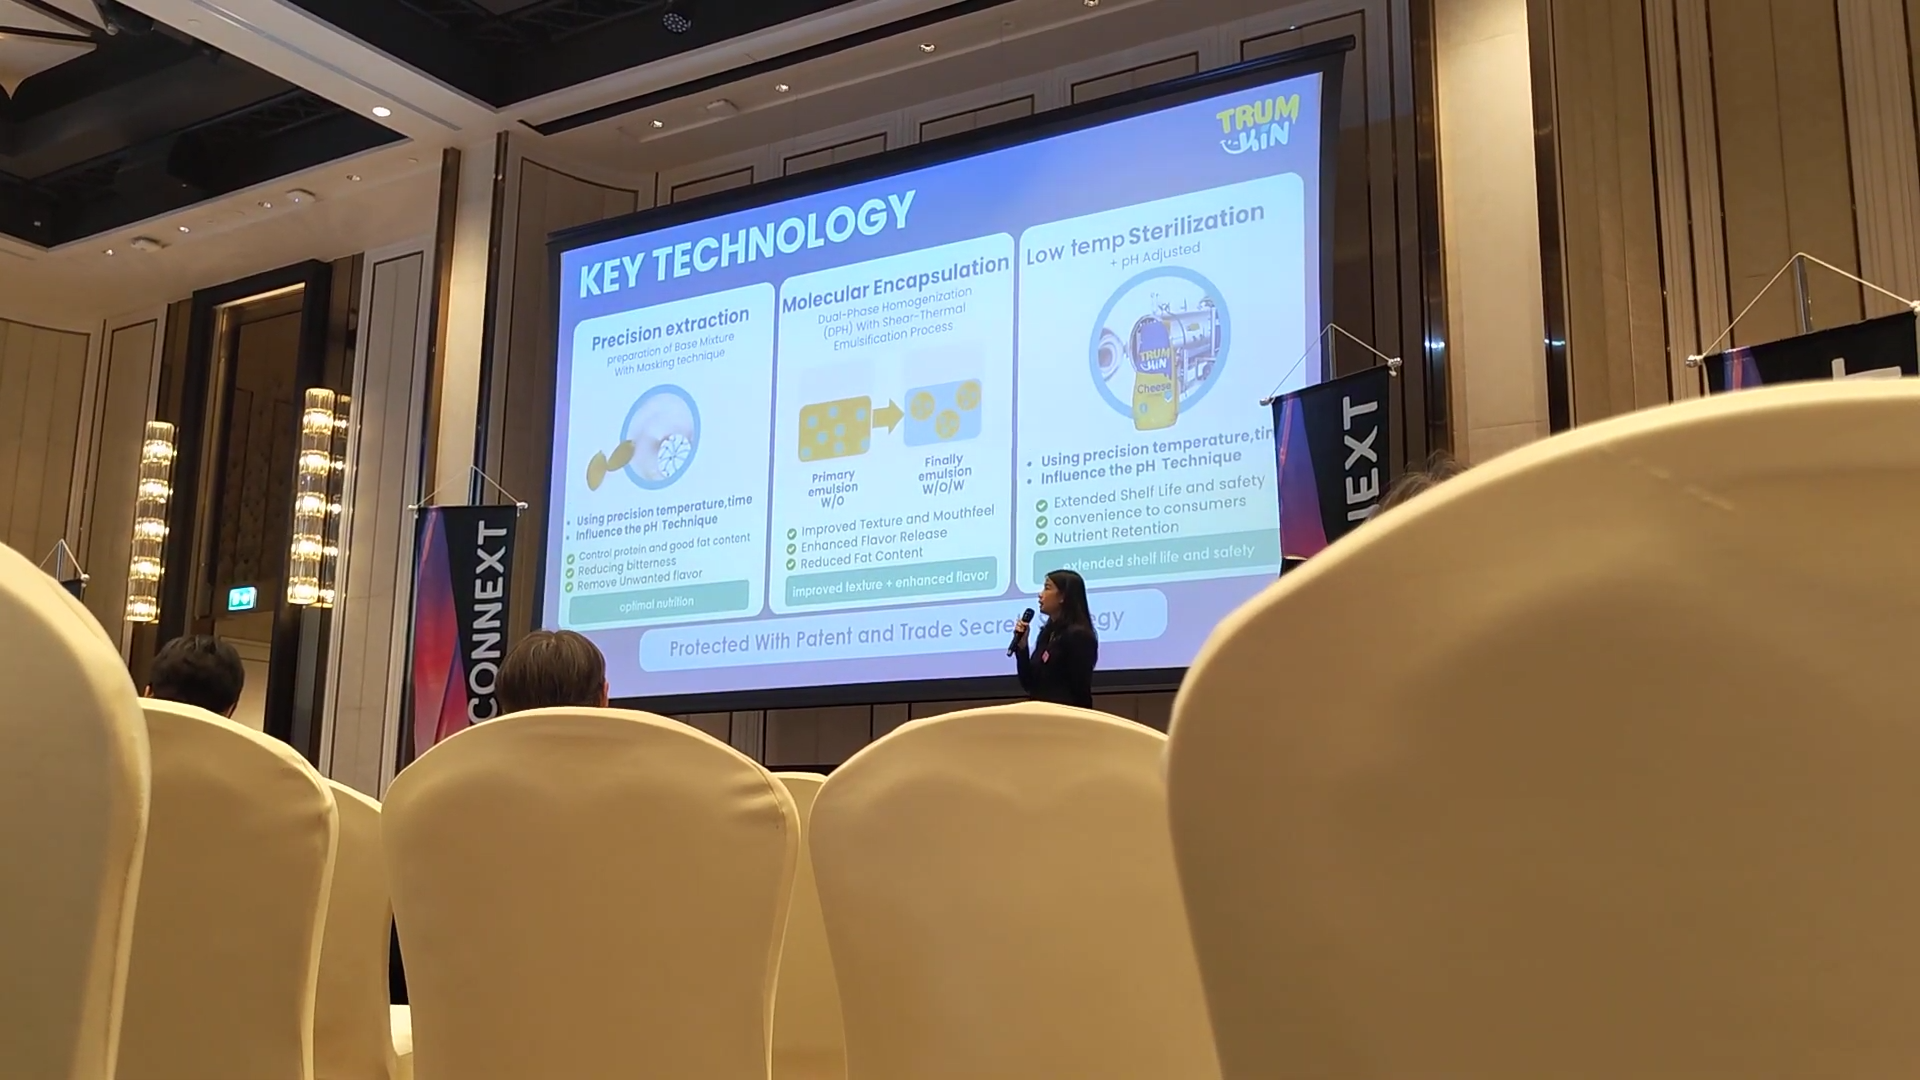 TRUM
KIN
KEY TECHNOLOGY
Precision extraction
preparation of Base Mixture
With Masking technique
• Using precision temperature,time
• Influence the pH Technique
Control protein and good fat content
Reducing bitterness
Remove Unwanted flavor
optimal nutrition
Molecular Encapsulation
Dual-Phase Homogenization
(DPH) With Shear-Thermal
Emulsification Process
Primary
emulsion
W/O
Finally
emulsion
W/O/W
Improved Texture and Mouthfeel
Enhanced Flavor Release
Reduced Fat Content
improved texture + enhanced flavor
Low temp Sterilization
+ pH Adjusted
TRUM
KIN
Cheese
• Using precision temperature,tim
• Influence the pH Technique
Extended Shelf Life and safety
convenience to consumers
Nutrient Retention
extended shelf life and safety
Protected With Patent and Trade Secre egy
CONNEXT
NEXT
T